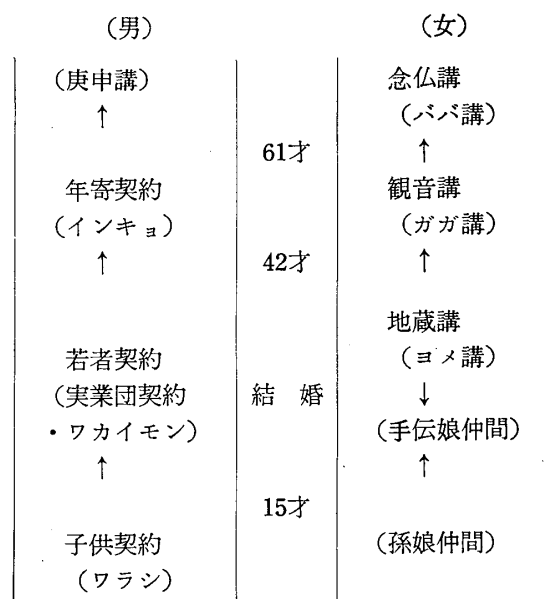 (男) (女)
(庚申講) 念仏講
↑ (ババ講)
61才 ↑
年寄契約 観音講
(インキョ) (ガガ講)
↑ 42才 ↑
地蔵講
若者契約 (ヨメ講)
(実業団契約 結婚 ↓
・ワカイモン) (手伝娘仲間)
↑ ↑
15才
子供契約 (孫娘仲間)
(ワラシ)